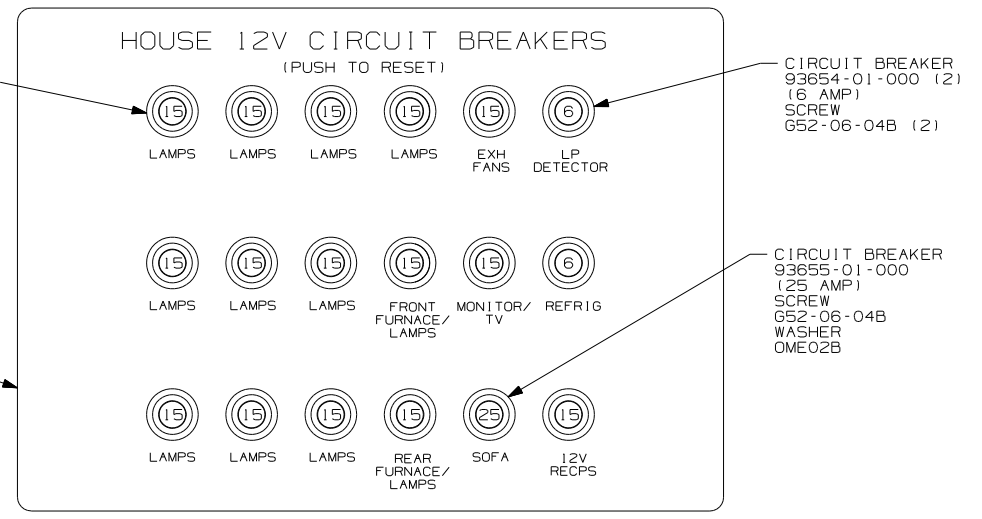 HOUSE 12V CIRCUIT BREAKERS
(PUSH TO RESET)
15 15 15 15 15 6
LAMPS LAMPS LAMPS LAMPS EXH FANS LP DETECTOR
15 15 15 15 15 6
LAMPS LAMPS LAMPS FRONT FURNACE/ LAMPS MONITOR/ TV REFRIG
15 15 15 15 25 15
LAMPS LAMPS LAMPS REAR FURNACE/ LAMPS SOFA 12V RECPS
CIRCUIT BREAKER
93654-01-000 (2)
(6 AMP)
SCREW
G52-06-04B (2)
CIRCUIT BREAKER
93655-01-000
(25 AMP)
SCREW
G52-06-04B
WASHER
OME02B